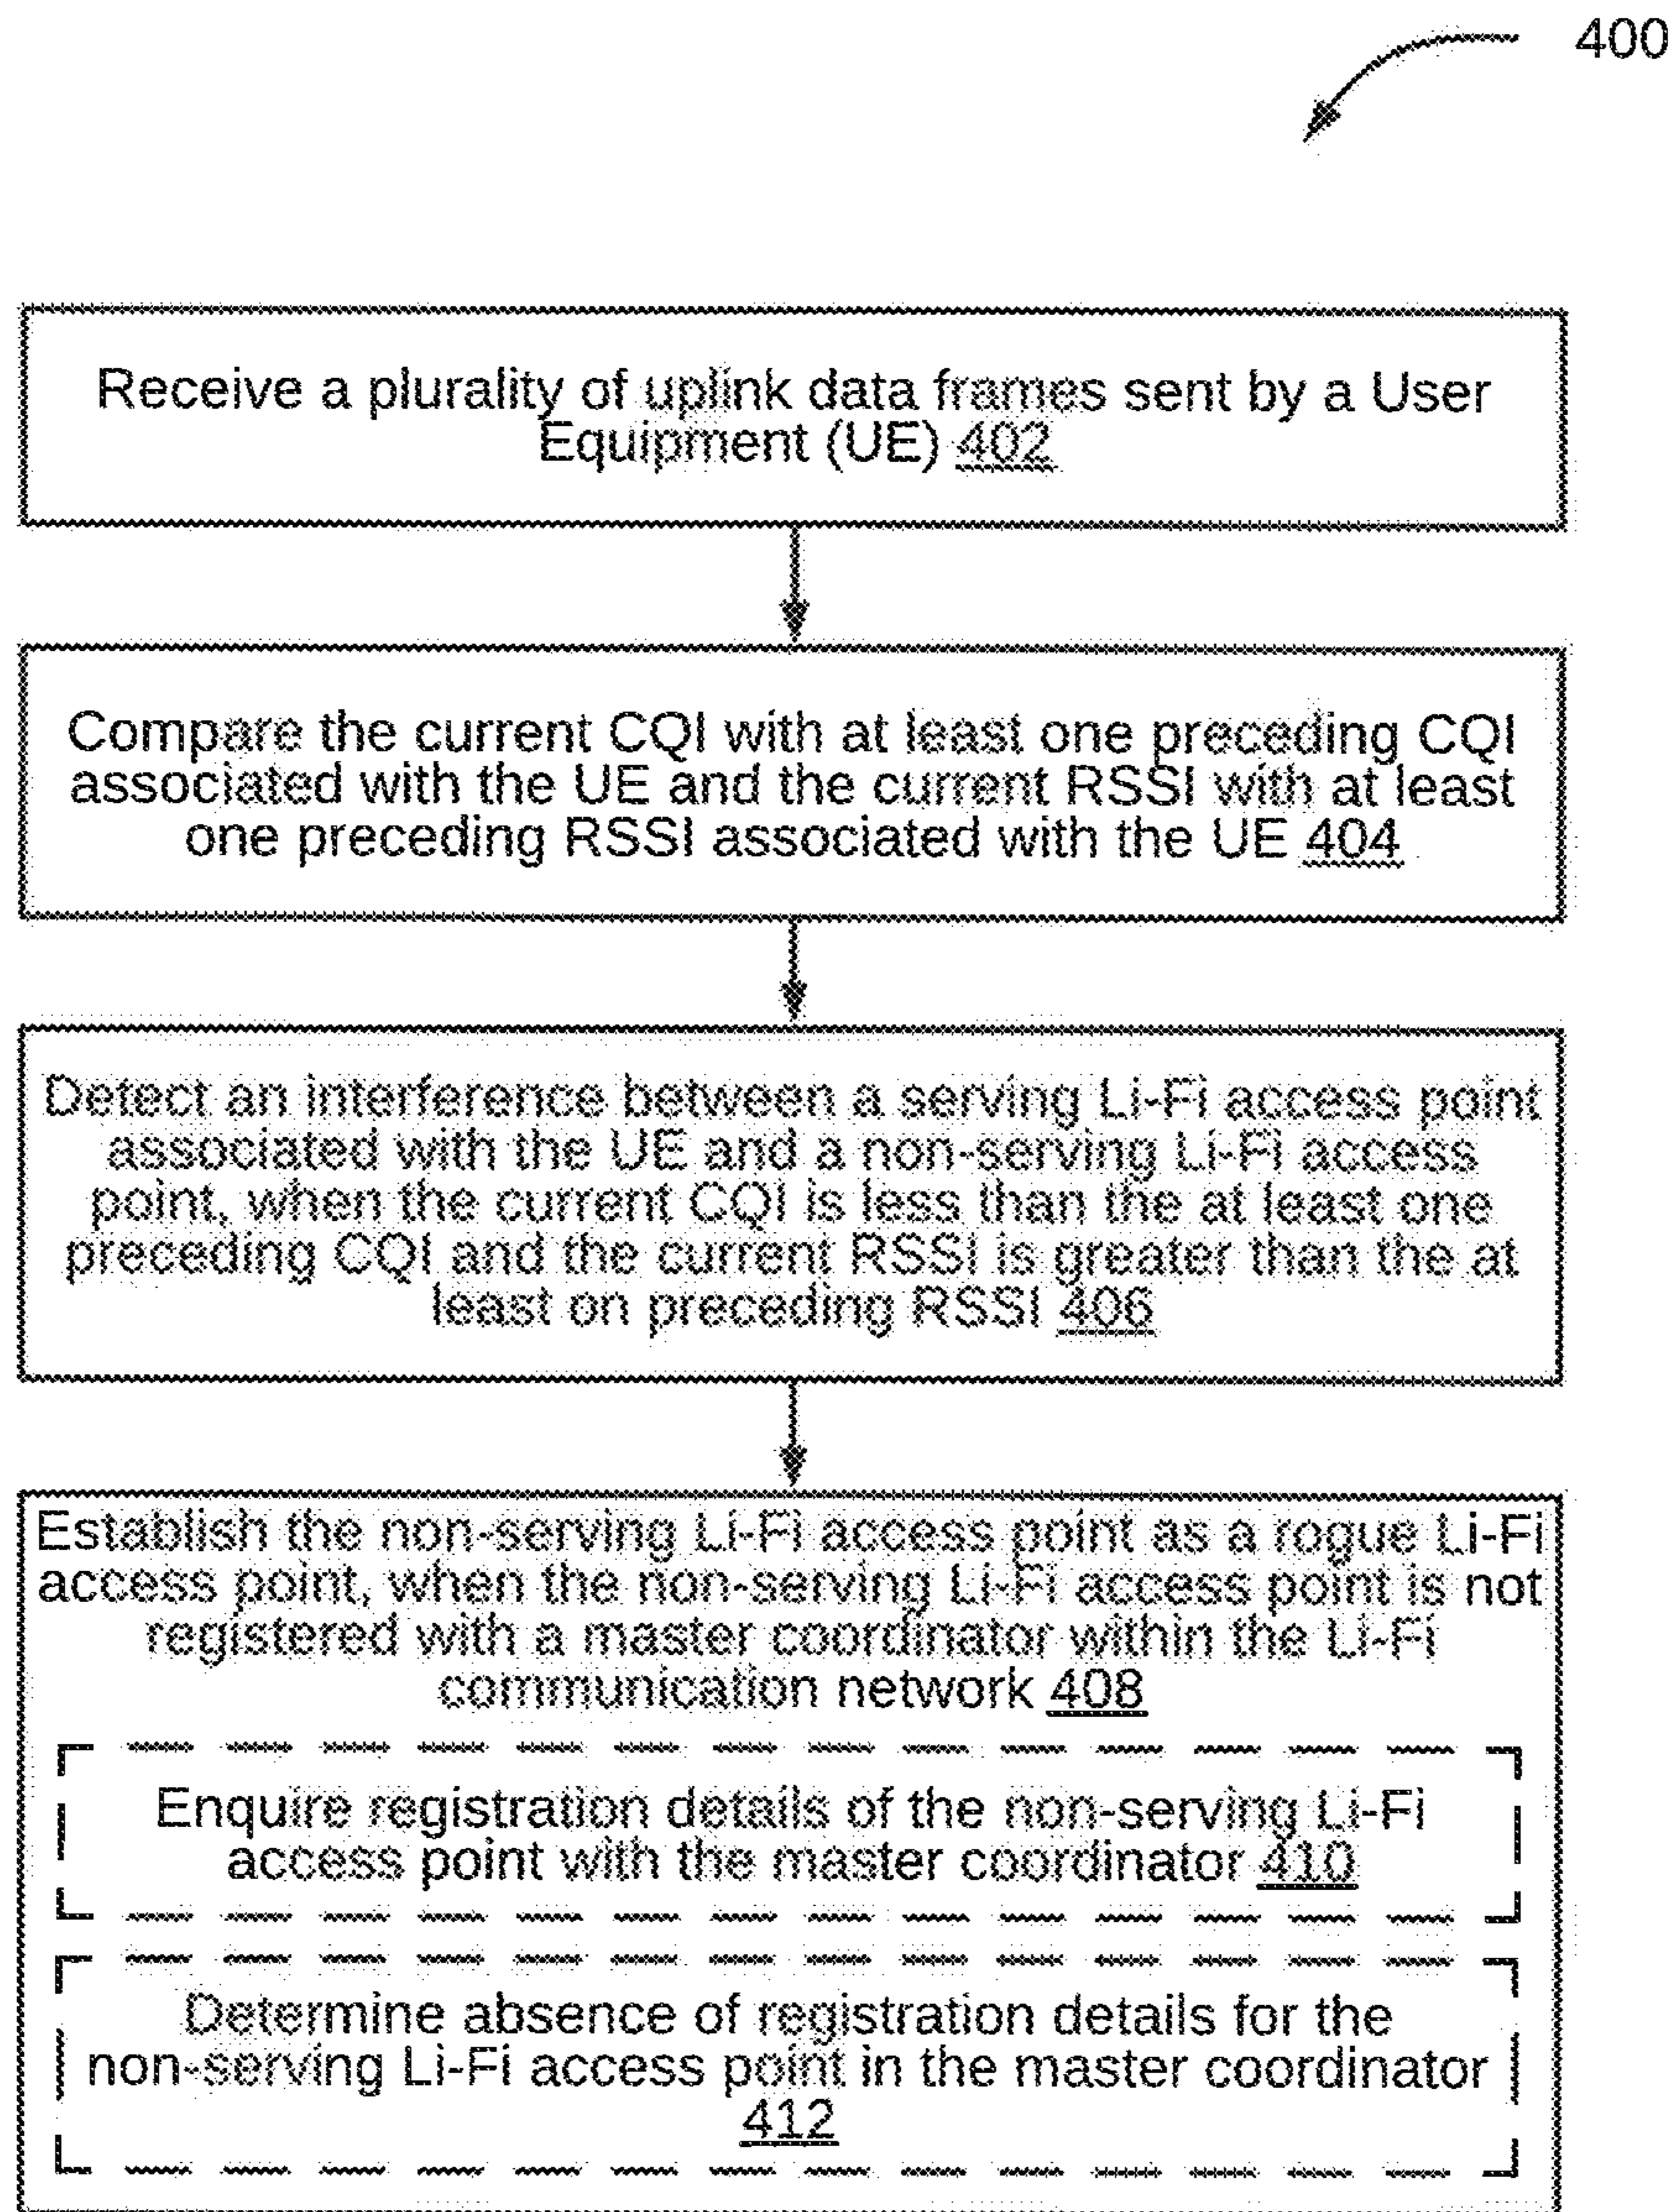 400
Receive a plurality of uplink data frames sent by a User
Equipment (UE) 402
Compare the current CQI with at least one preceding CQI
associated with the UE and the current RSSI with at least
one preceding RSSI associated with the UE 404
Detect an interference between a serving Li-Fi access point
associated with the UE and a non-serving Li-Fi access
point, when the current CQI is less than the at least one
preceding CQI and the current RSSI is greater than the at
least on preceding RSSI 406
Establish the non-serving Li-Fi access point as a rogue Li-Fi
access point, when the non-serving Li-Fi access point is not
registered with a master coordinator within the Li-Fi
communication network 408
Enquire registration details of the non-serving Li-Fi
access point with the master coordinator 410
Determine absence of registration details for the
non-serving Li-Fi access point in the master coordinator
412